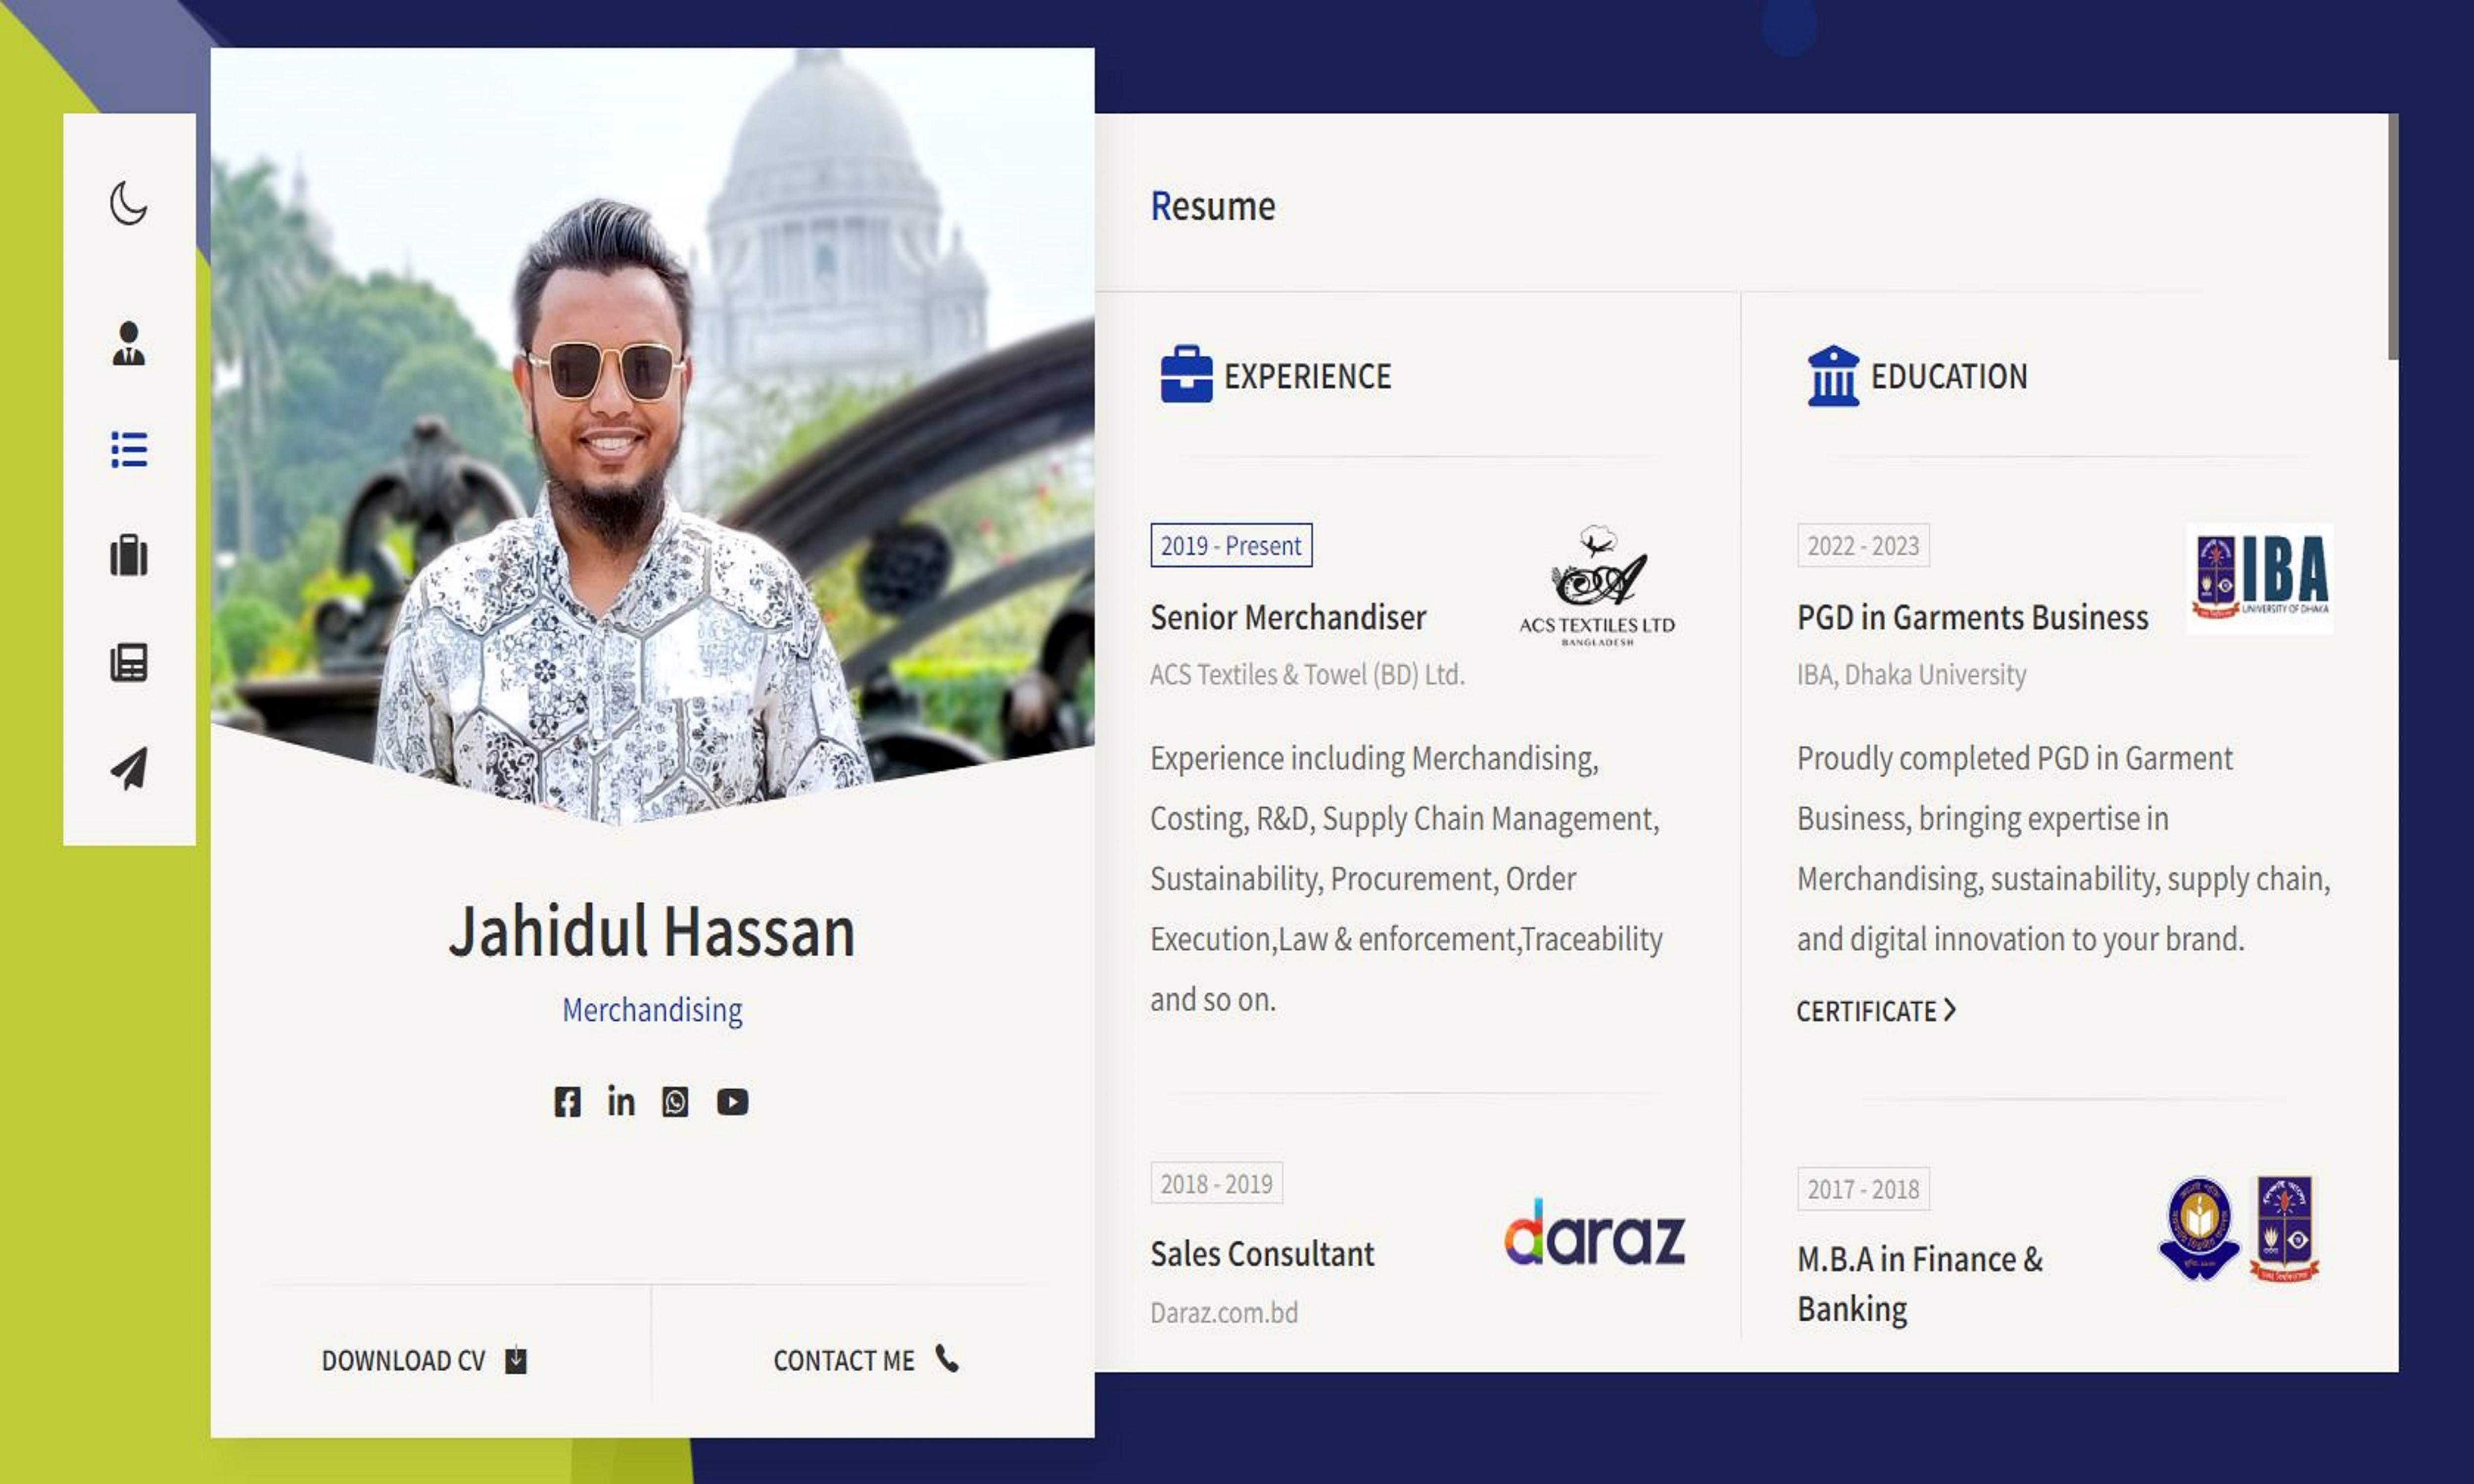 Jahidul Hassan
Merchandising
DOWNLOAD CV
CONTACT ME
Resume
EXPERIENCE
2019 - Present
Senior Merchandiser
ACS Textiles & Towel (BD) Ltd.
ACS TEXTILES LTD
BANGLADESH
Experience including Merchandising,
Costing, R&D, Supply Chain Management,
Sustainability, Procurement, Order
Execution,Law & enforcement,Traceability
and so on.
2018 - 2019
Sales Consultant
Daraz.com.bd
daraz
EDUCATION
2022 - 2023
PGD in Garments Business
IBA, Dhaka University
IBA
UNIVERSITY OF DHAKA
Proudly completed PGD in Garment
Business, bringing expertise in
Merchandising, sustainability, supply chain,
and digital innovation to your brand.
CERTIFICATE
2017 - 2018
M.B.A in Finance &
Banking